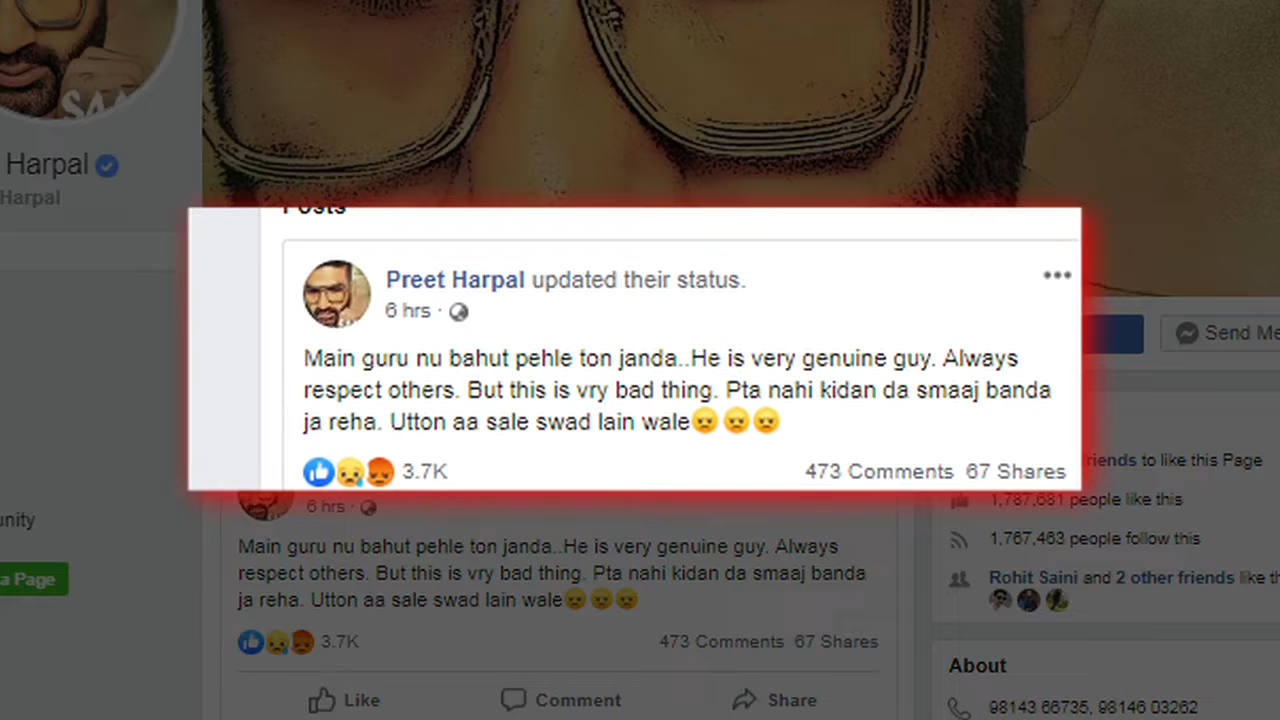 SAA
Harpal
Harpal
Posts
Preet Harpal updated their status.
6 hrs ·
Main guru nu bahut pehle ton janda..He is very genuine guy. Always
respect others. But this is vry bad thing. Pta nahi kidan da smaaj banda
ja reha. Utton aa sale swad lain wale😠😠😠
3.7K
473 Comments 67 Shares
Send Me
riends to like this Page
1,787,681 people like this
1,767,463 people follow this
Rohit Saini and 2 other friends like th
About
98143 66735, 98146 03262
unity
a Page
6 hrs ·
Main guru nu bahut pehle ton janda..He is very genuine guy. Always
respect others. But this is vry bad thing. Pta nahi kidan da smaaj banda
ja reha. Utton aa sale swad lain wale😠😠😠
3.7K
473 Comments 67 Shares
Like Comment Share